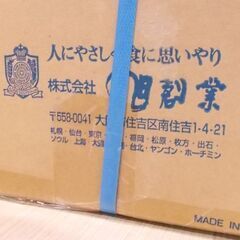 人にやさしく食に思いやり
株式会社 旭創業
〒558-0041 大 住吉区南住吉1-4-21
札幌・仙台・東京 福岡・松原・枚方・出石・
ソウル 上海・大連 ・台北・ヤンゴン・ホーチミン
MADE IN